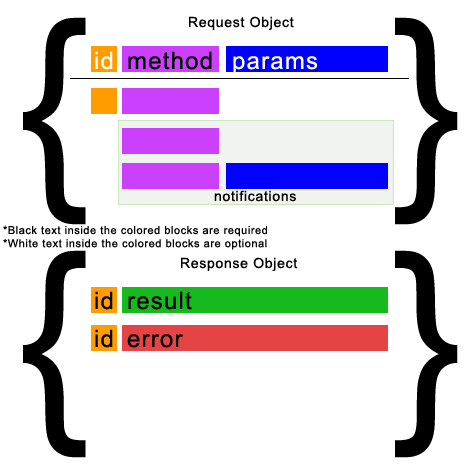 Request Object
id method params
notifications
*Black text inside the colored blocks are required
*White text inside the colored blocks are optional
Response Object
id result
id error